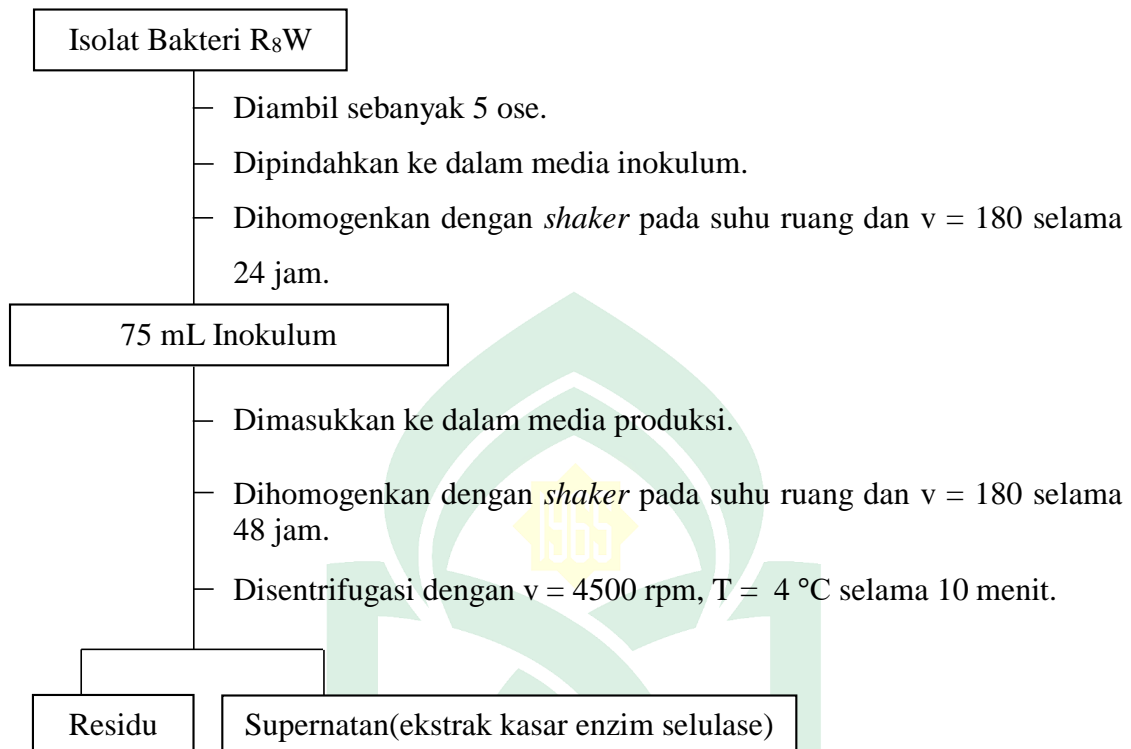 Isolat Bakteri R₈W
Diambil sebanyak 5 ose.
Dipindahkan ke dalam media inokulum.
Dihomogenkan dengan shaker pada suhu ruang dan v = 180 selama
24 jam.
75 mL Inokulum
Dimasukkan ke dalam media produksi.
Dihomogenkan dengan shaker pada suhu ruang dan v = 180 selama
48 jam.
1965
Disentrifugasi dengan v = 4500 rpm, T = 4 °C selama 10 menit.
Residu
Supernatan(ekstrak kasar enzim selulase)